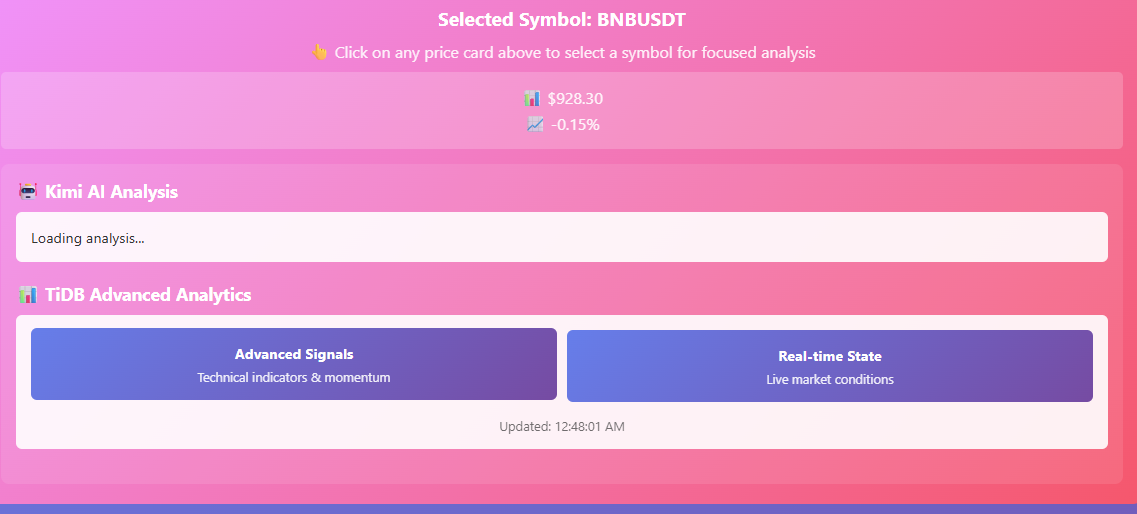 Selected Symbol: BNBUSDT
👆 Click on any price card above to select a symbol for focused analysis
📊 $928.30
📈 -0.15%
🤖 Kimi AI Analysis
Loading analysis...
📊 TiDB Advanced Analytics
Advanced Signals
Technical indicators & momentum
Real-time State
Live market conditions
Updated: 12:48:01 AM